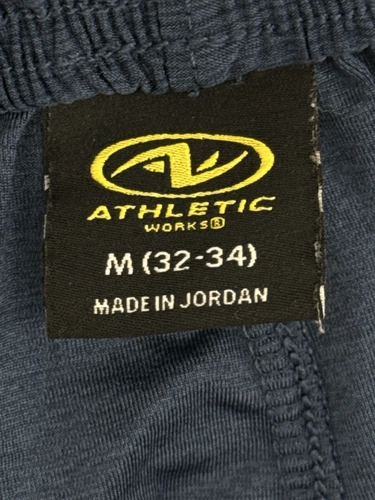 ATHLETIC
WORKS®
M (32-34)
MADE IN JORDAN